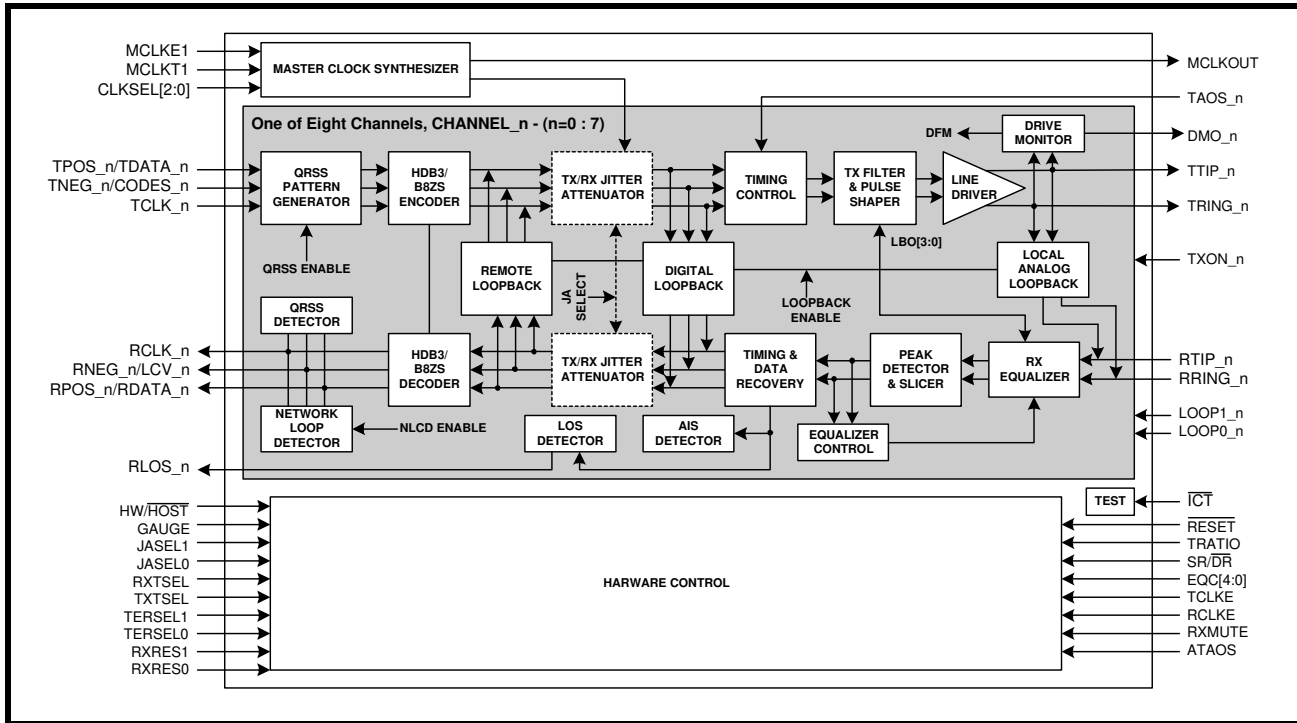 MCLKE1
MCLKT1
CLKSEL[2:0]
MASTER CLOCK SYNTHESIZER
MCLKOUT
TAOS_n
One of Eight Channels, CHANNEL_n - (n=0 : 7)
DFM
DRIVE
MONITOR
DMO_n
TPOS_n/TDATA_n
TNEG_n/CODES_n
TCLK_n
QRSS
PATTERN
GENERATOR
HDB3/
B8ZS
ENCODER
TX/RX JITTER
ATTENUATOR
TIMING
CONTROL
TX FILTER
& PULSE
SHAPER
LINE
DRIVER
TTIP_n
TRING_n
QRSS ENABLE
REMOTE
LOOPBACK
JA
SELECT
DIGITAL
LOOPBACK
LOOPBACK
ENABLE
LBO[3:0]
LOCAL
ANALOG
LOOPBACK
TXON_n
QRSS
DETECTOR
RCLK_n
RNEG_n/LCV_n
RPOS_n/RDATA_n
HDB3/
B8ZS
DECODER
TX/RX JITTER
ATTENUATOR
TIMING &
DATA
RECOVERY
PEAK
DETECTOR
& SLICER
RX
EQUALIZER
RTIP_n
RRING_n
NETWORK
LOOP
DETECTOR
NLCD ENABLE
LOS
DETECTOR
AIS
DETECTOR
EQUALIZER
CONTROL
LOOP1_n
LOOP0_n
RLOS_n
TEST
ICT
HW/HOST
GAUGE
JASEL1
JASEL0
RXTSEL
TXTSEL
TERSEL1
TERSEL0
RXRES1
RXRES0
HARWARE CONTROL
RESET
TRATIO
SR/DR
EQC[4:0]
TCLKE
RCLKE
RXMUTE
ATAOS